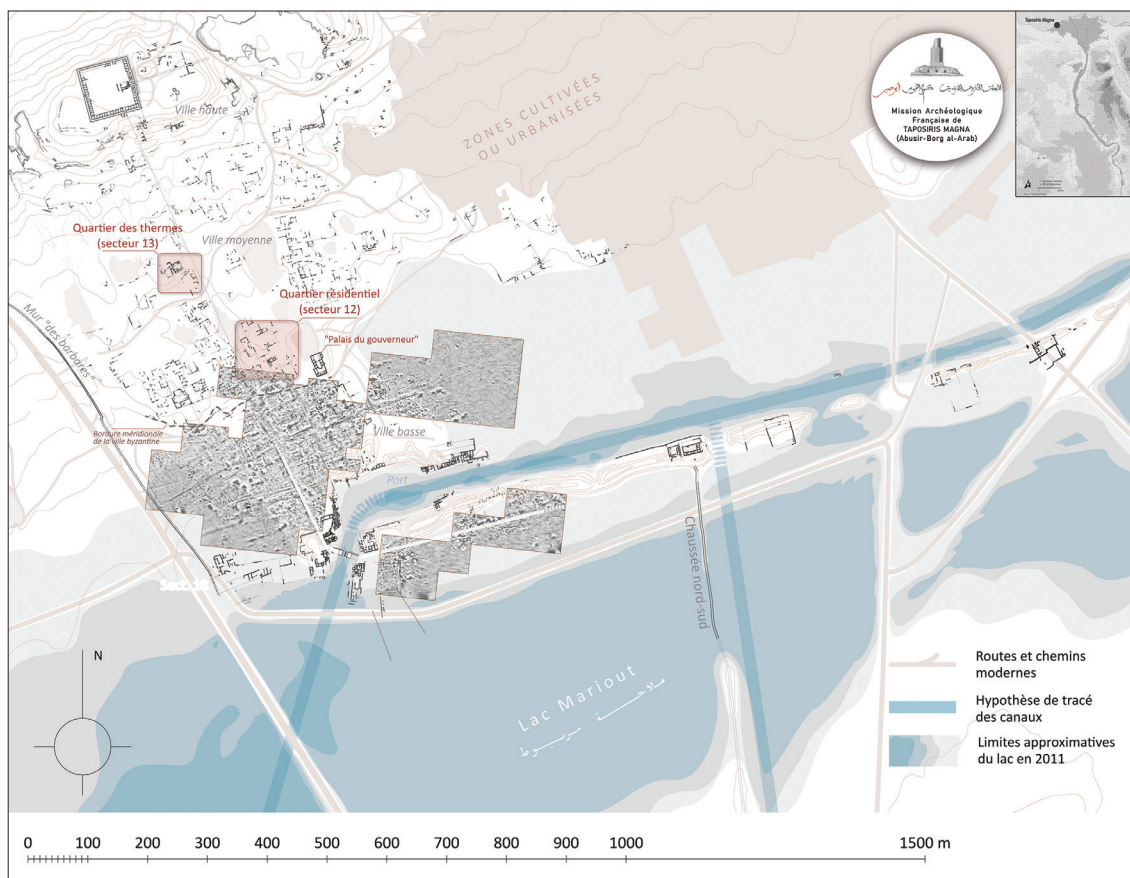 Taposiris Magna
Mission Archéologique
Française de
TAPOSIRIS MAGNA
(Abusir-Borg al-Arab)
ZONES CULTIVÉES
OU URBANISÉES
Ville haute
Quartier des thermes
(secteur 13)
Ville moyenne
Quartier résidentiel
(secteur 12)
Mur "des barbares"
"Palais du gouverneur"
Bordure méridionale
de la ville byzantine
Ville basse
Port
Sect. 18
Chaussée nord-sud
Lac Mariout
ملاحة مريوط
N
Routes et chemins
modernes
Hypothèse de tracé
des canaux
Limites approximatives
du lac en 2011
0 100 200 300 400 500 600 700 800 900 1000 1500 m